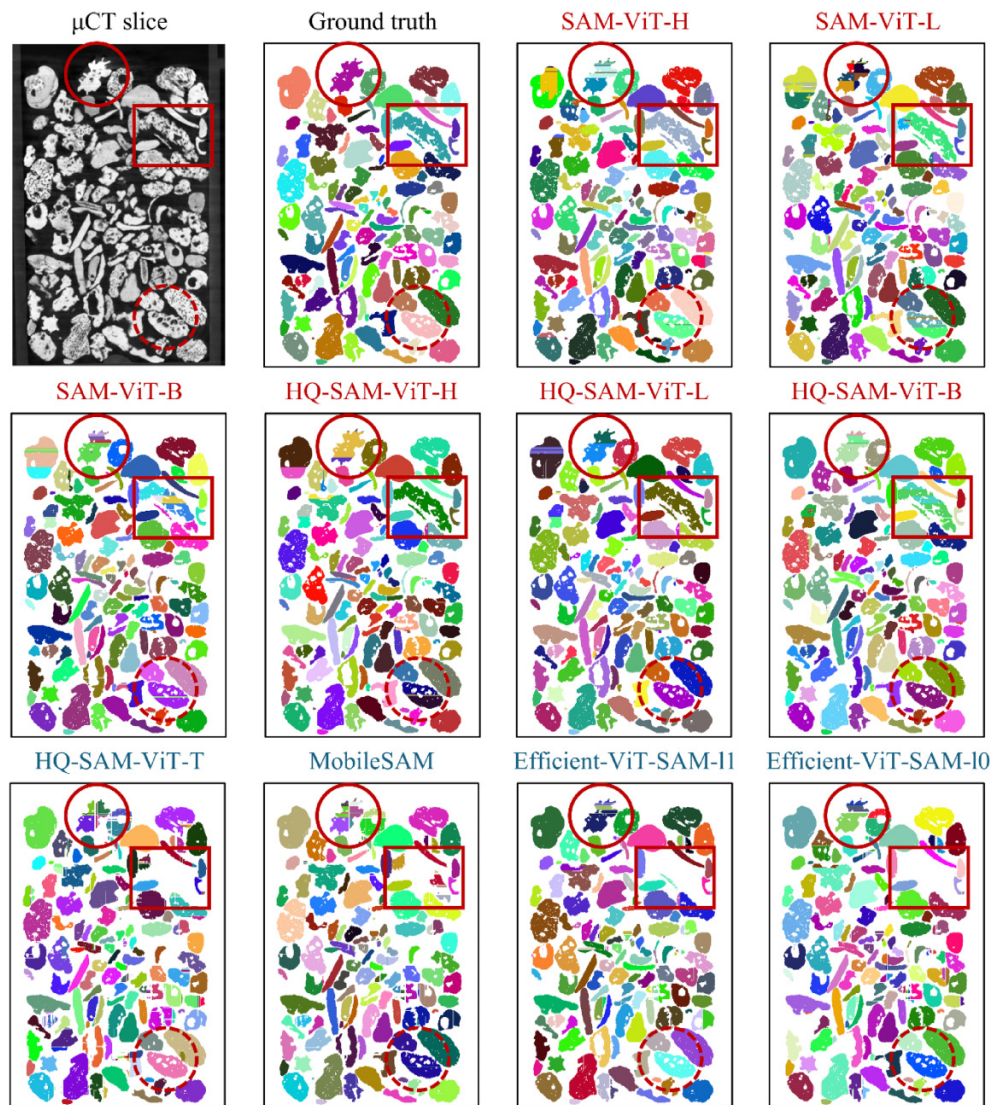 μCT slice
Ground truth
SAM-ViT-H
SAM-ViT-L
SAM-ViT-B
HQ-SAM-ViT-H
HQ-SAM-ViT-L
HQ-SAM-ViT-B
HQ-SAM-ViT-T
MobileSAM
Efficient-ViT-SAM-l1
Efficient-ViT-SAM-l0